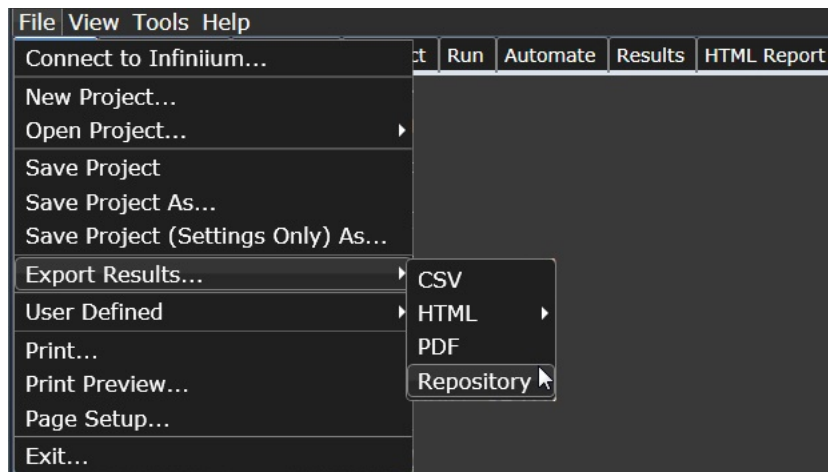 File View Tools Help
Connect to Infiniium...
Run Automate Results HTML Report
New Project...
Open Project...
Save Project
Save Project As...
Save Project (Settings Only) As...
Export Results...
CSV
User Defined
HTML
Print...
PDF
Print Preview...
Repository
Page Setup...
Exit...